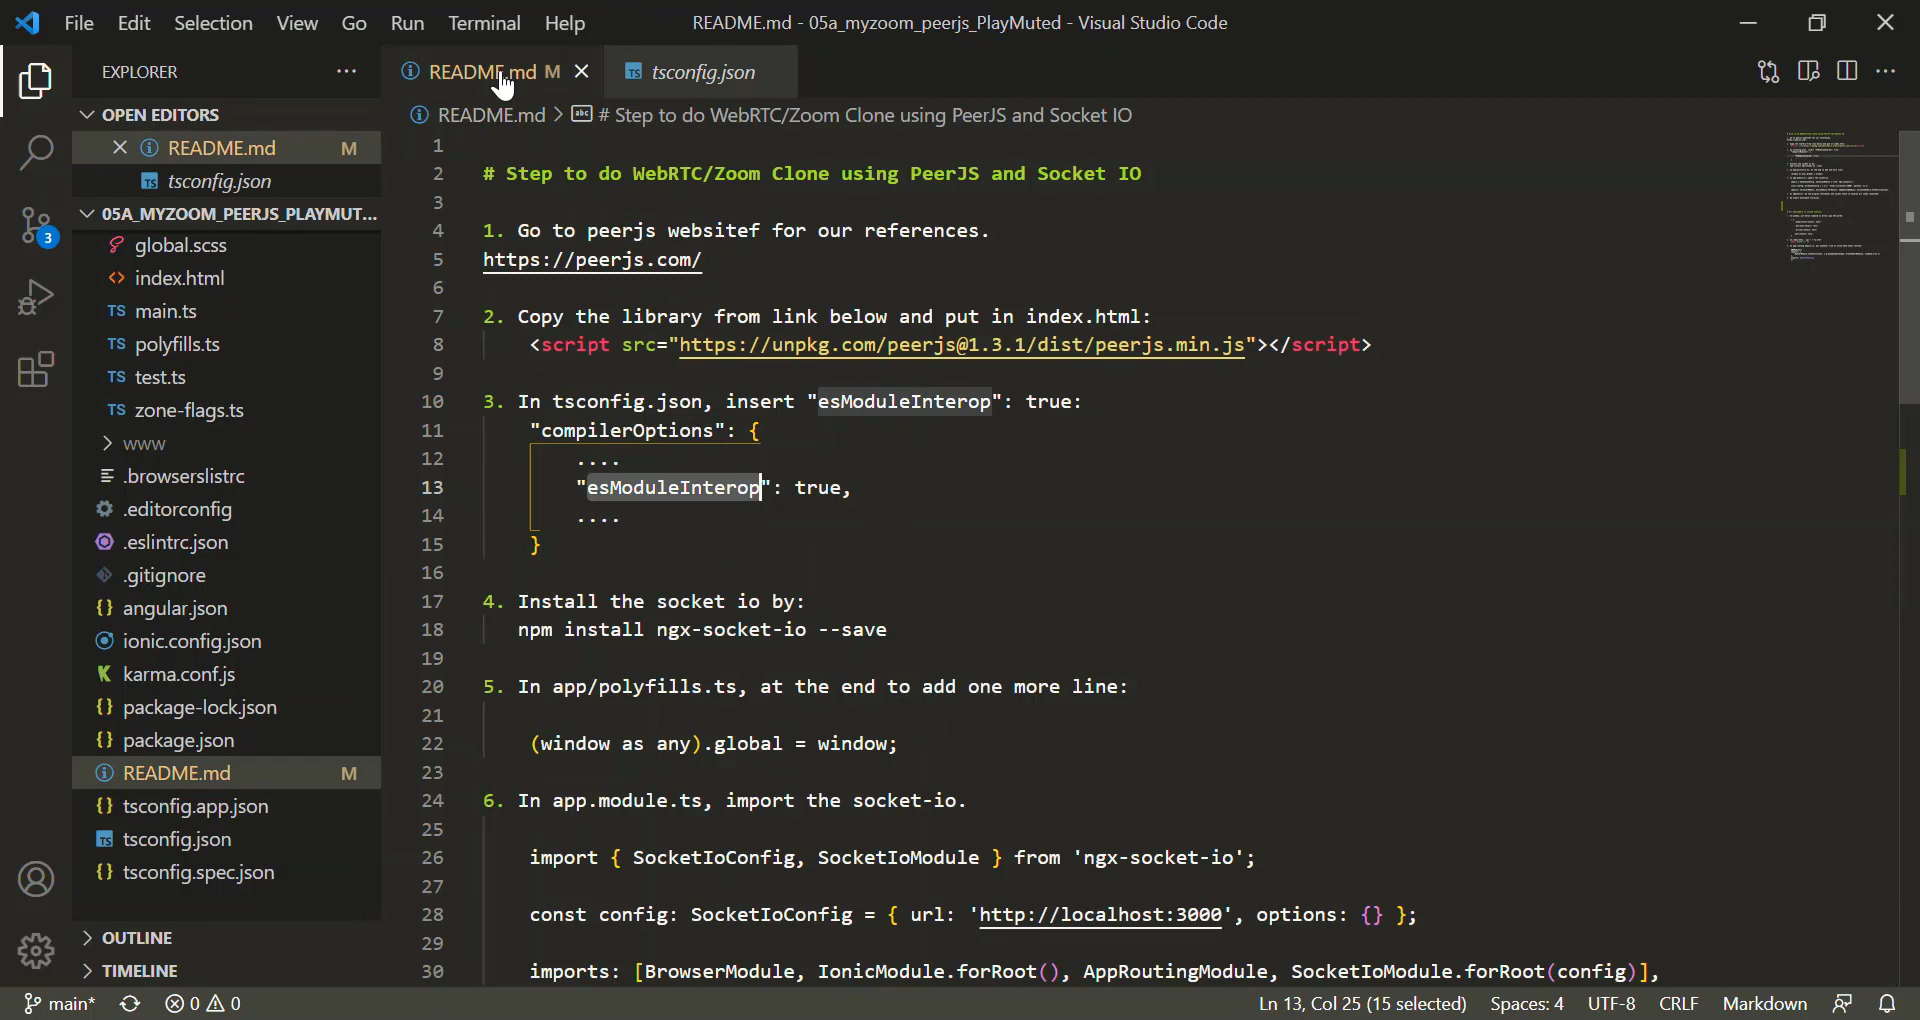 File Edit Selection View Go Run Terminal Help README.md - 05a_myzoom_peerjs_PlayMuted - Visual Studio Code
EXPLORER
README.md M tsconfig.json
OPEN EDITORS
README.md > # Step to do WebRTC/Zoom Clone using PeerJS and Socket IO
README.md M
tsconfig.json
05A_MYZOOM_PEERJS_PLAYMUT...
global.scss
index.html
TS main.ts
TS polyfills.ts
TS test.ts
TS zone-flags.ts
www
.browserslistrc
.editorconfig
.eslintrc.json
.gitignore
{} angular.json
ionic.config.json
karma.conf.js
{} package-lock.json
{} package.json
README.md M
{} tsconfig.app.json
tsconfig.json
{} tsconfig.spec.json
OUTLINE
TIMELINE
3
1
2 # Step to do WebRTC/Zoom Clone using PeerJS and Socket IO
3
4 1. Go to peerjs websitef for our references.
5 https://peerjs.com/
6
7 2. Copy the library from link below and put in index.html:
8 <script src="https://unpkg.com/peerjs@1.3.1/dist/peerjs.min.js"></script>
9
10 3. In tsconfig.json, insert "esModuleInterop": true:
11 "compilerOptions": {
12 ....
13 "esModuleInterop": true,
14 ....
15 }
16
17 4. Install the socket io by:
18 npm install ngx-socket-io --save
19
20 5. In app/polyfills.ts, at the end to add one more line:
21
22 (window as any).global = window;
23
24 6. In app.module.ts, import the socket-io.
25
26 import { SocketIoConfig, SocketIoModule } from 'ngx-socket-io';
27
28 const config: SocketIoConfig = { url: 'http://localhost:3000', options: {} };
29
30 imports: [BrowserModule, IonicModule.forRoot(), AppRoutingModule, SocketIoModule.forRoot(config)],
main* 0 0 Ln 13, Col 25 (15 selected) Spaces: 4 UTF-8 CRLF Markdown